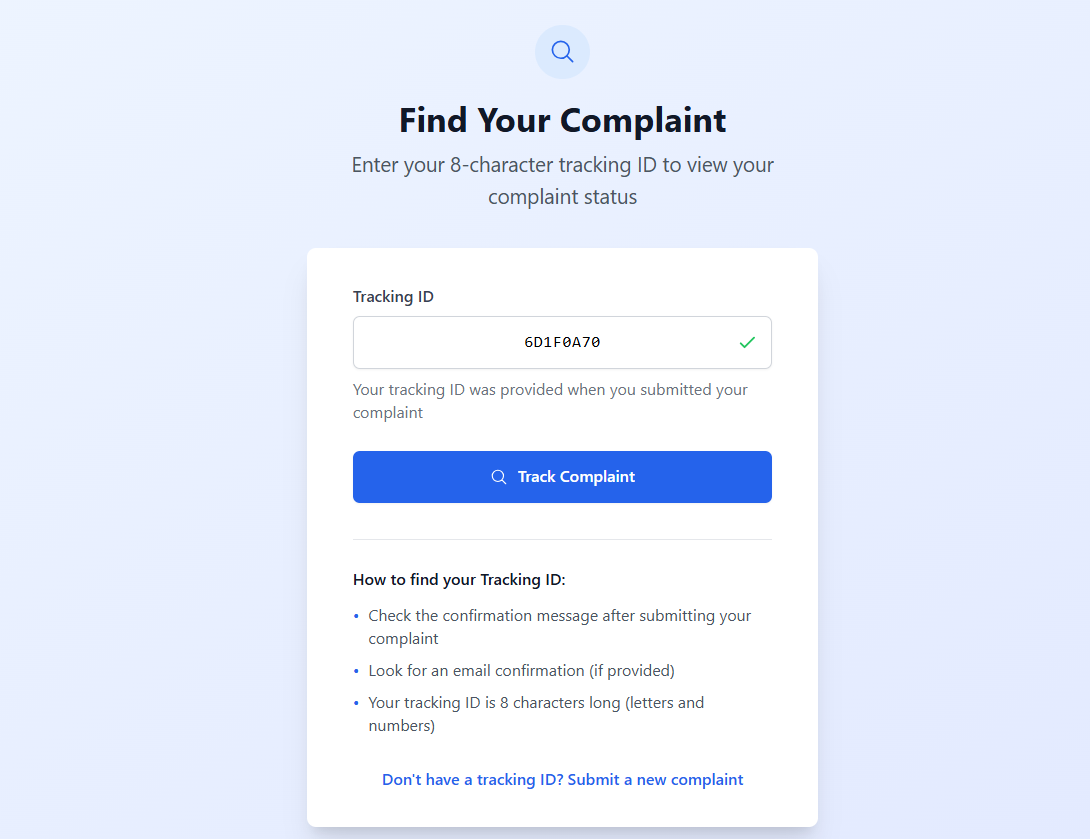 Find Your Complaint
Enter your 8-character tracking ID to view your
complaint status
Tracking ID
6D1F0A70
Your tracking ID was provided when you submitted your
complaint
Track Complaint
How to find your Tracking ID:
• Check the confirmation message after submitting your
complaint
• Look for an email confirmation (if provided)
• Your tracking ID is 8 characters long (letters and
numbers)
Don't have a tracking ID? Submit a new complaint